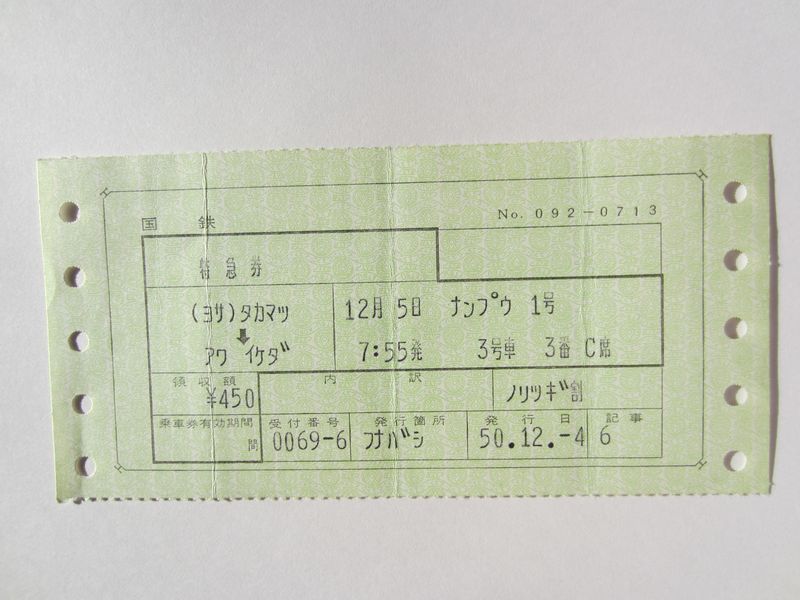 国鉄 No. 092-0713
特急券
(ヨサ)タカマツ 12月 5日 ナンプウ 1号
⬇
アワ イケダ 7:55発 3号車 3番 C席
領収額 内訳
¥450 ノリツギ割
乗車券有効期間 受付番号 発行箇所 発行日 記事
間 0069-6 フナバシ 50.12.-4 6